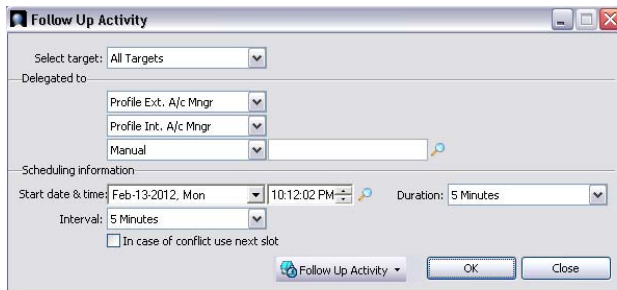 Follow Up Activity
Select target: All Targets
Delegated to
Profile Ext. A/c Mngr
Profile Int. A/c Mngr
Manual
Scheduling information
Start date & time: Feb-13-2012, Mon 10:12:02 PM Duration: 5 Minutes
Interval: 5 Minutes
In case of conflict use next slot
Follow Up Activity OK Close